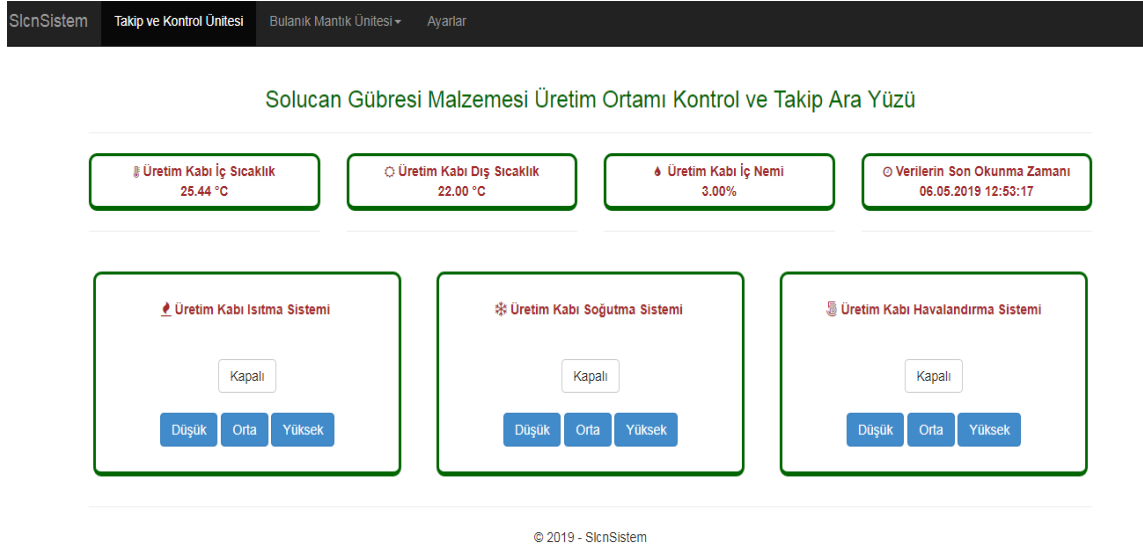 SlcnSistem Takip ve Kontrol Ünitesi Bulanık Mantık Ünitesi Ayarlar
Solucan Gübresi Malzemesi Üretim Ortamı Kontrol ve Takip Ara Yüzü
Üretim Kabı İç Sıcaklık
25.44 °C
Üretim Kabı Dış Sıcaklık
22.00 °C
Üretim Kabı İç Nemi
3.00%
Verilerin Son Okunma Zamanı
06.05.2019 12:53:17
Üretim Kabı Isıtma Sistemi
Kapalı
Düşük Orta Yüksek
Üretim Kabı Soğutma Sistemi
Kapalı
Düşük Orta Yüksek
Üretim Kabı Havalandırma Sistemi
Kapalı
Düşük Orta Yüksek
© 2019 - SlcnSistem